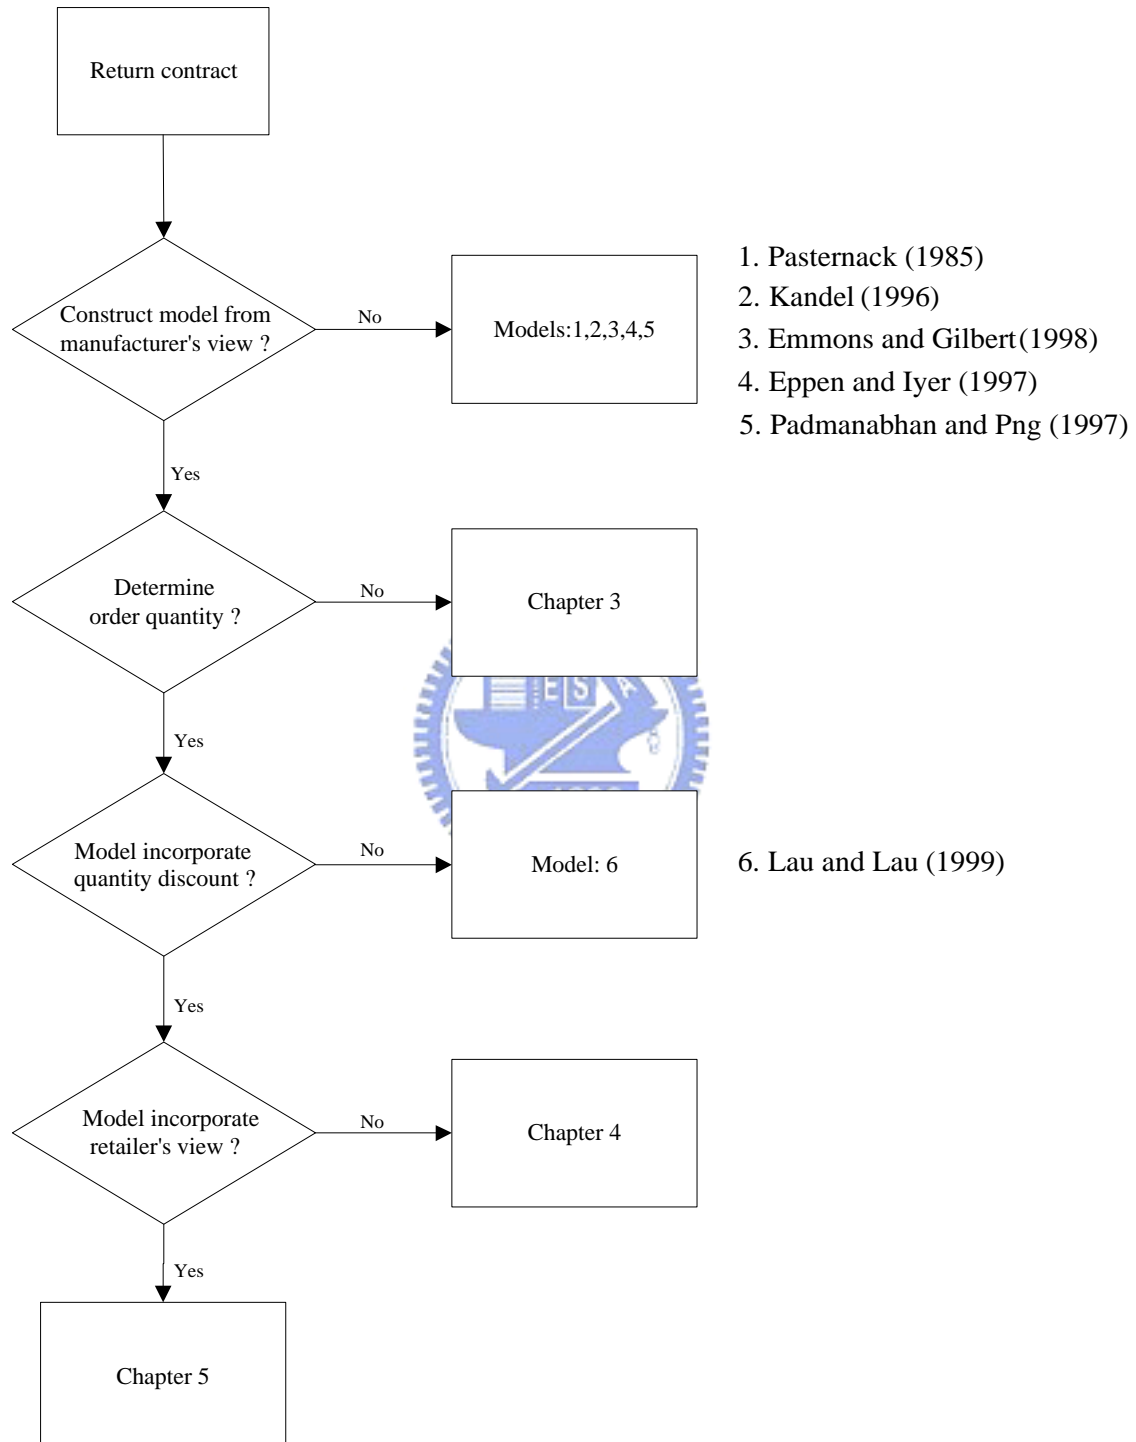 Return contract
Construct model from
manufacturer's view ?
No
Models:1,2,3,4,5
1. Pasternack (1985)
2. Kandel (1996)
3. Emmons and Gilbert (1998)
4. Eppen and Iyer (1997)
5. Padmanabhan and Png (1997)
Yes
Determine
order quantity ?
No
Chapter 3
E S A
Yes
Model incorporate
quantity discount ?
No
Model: 6
6. Lau and Lau (1999)
Yes
Model incorporate
retailer's view ?
No
Chapter 4
Yes
Chapter 5